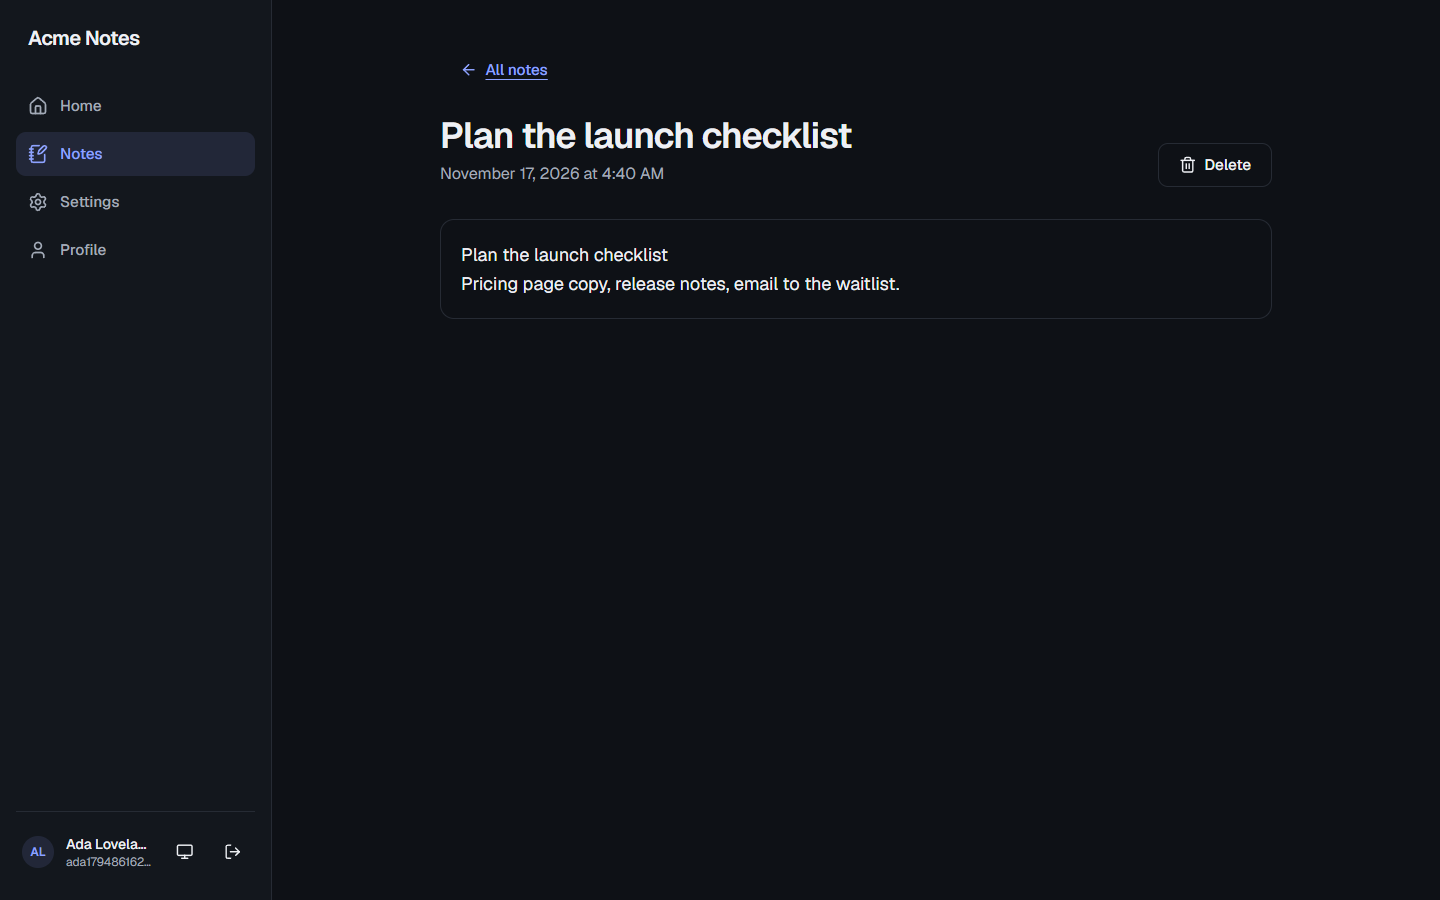 Acme Notes
Home
Notes
Settings
Profile
AL
Ada Lovela...
ada179486162...
All notes
Plan the launch checklist
November 17, 2026 at 4:40 AM
Delete
Plan the launch checklist
Pricing page copy, release notes, email to the waitlist.